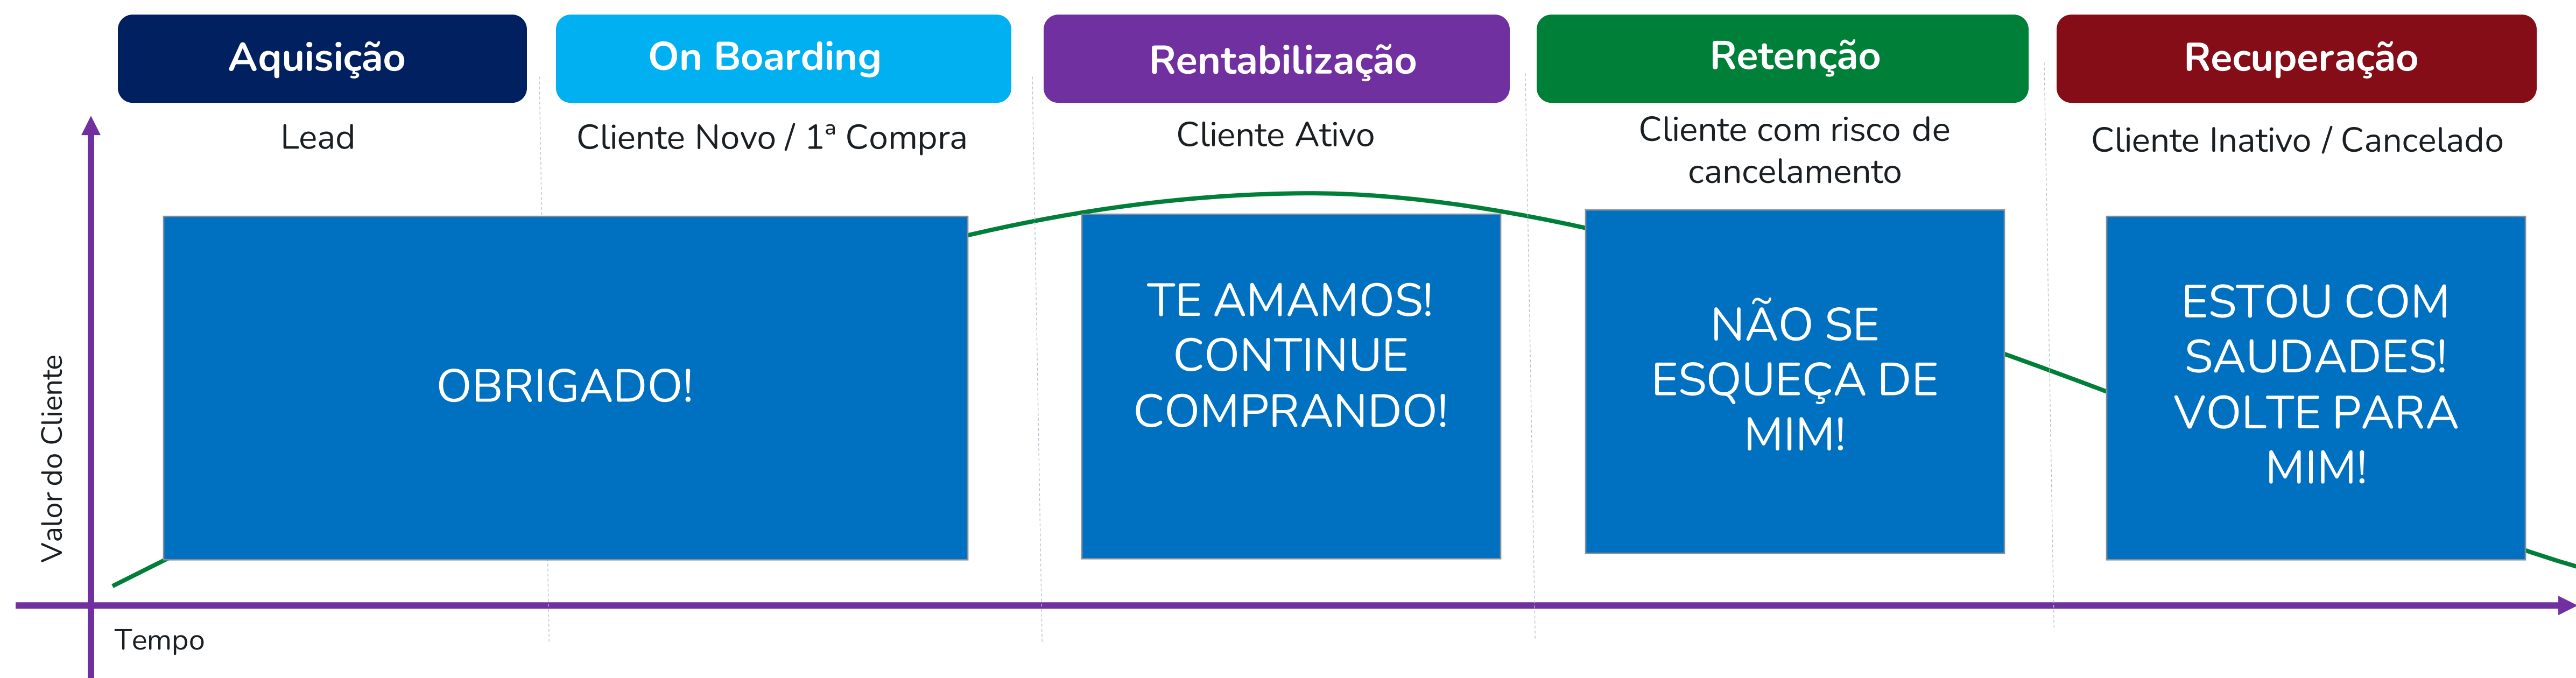 Aquisição
On Boarding
Rentabilização
Retenção
Recuperação
Lead
Cliente Novo / 1ª Compra
Cliente Ativo
Cliente com risco de
cancelamento
Cliente Inativo / Cancelado
Valor do Cliente
OBRIGADO!
TE AMAMOS!
CONTINUE
COMPRANDO!
NÃO SE
ESQUEÇA DE
MIM!
ESTOU COM
SAUDADES!
VOLTE PARA
MIM!
Tempo